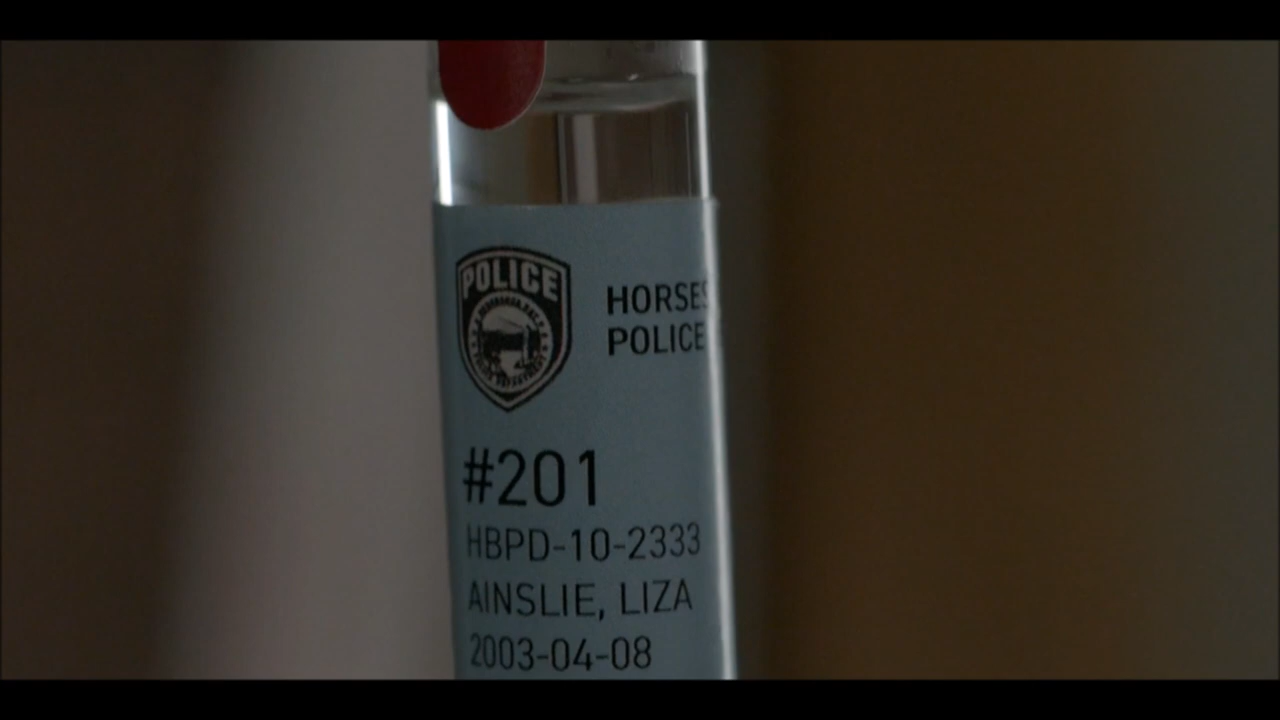 POLICE
HORSES
POLICE
#201
HBPD-10-2333
AINSLIE, LIZA
2003-04-08